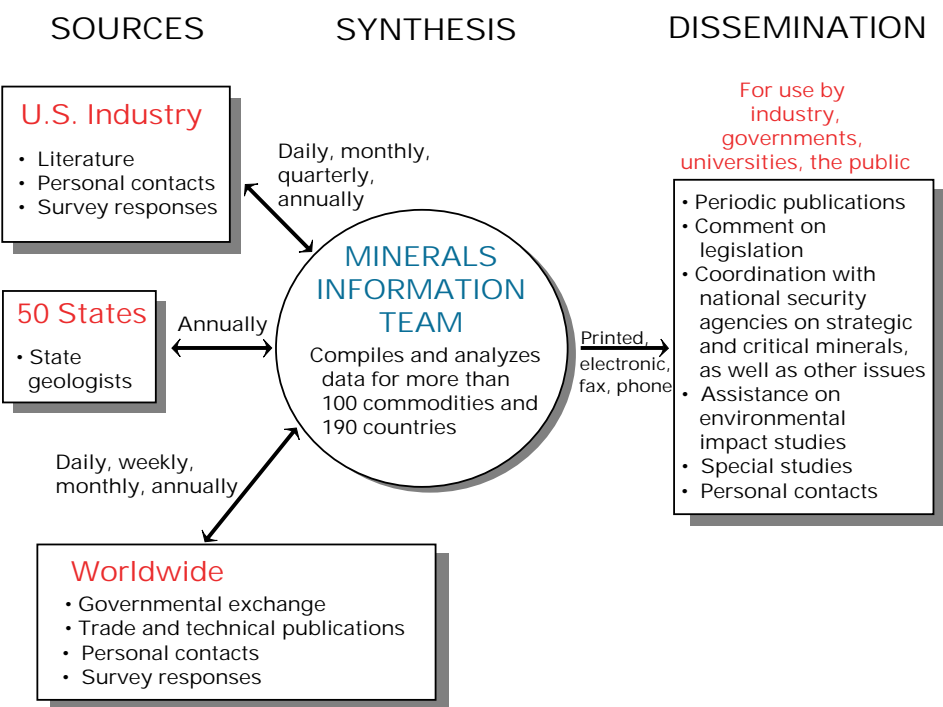 SOURCES
SYNTHESIS
DISSEMINATION
U.S. Industry
• Literature
• Personal contacts
• Survey responses
Daily, monthly,
quarterly,
annually
50 States
• State
geologists
Annually
Daily, weekly,
monthly, annually
Worldwide
• Governmental exchange
• Trade and technical publications
• Personal contacts
• Survey responses
MINERALS
INFORMATION
TEAM
Compiles and analyzes
data for more than
100 commodities and
190 countries
Printed,
electronic,
fax, phone
For use by
industry,
governments,
universities, the public
• Periodic publications
• Comment on
legislation
• Coordination with
national security
agencies on strategic
and critical minerals,
as well as other issues
• Assistance on
environmental
impact studies
• Special studies
• Personal contacts